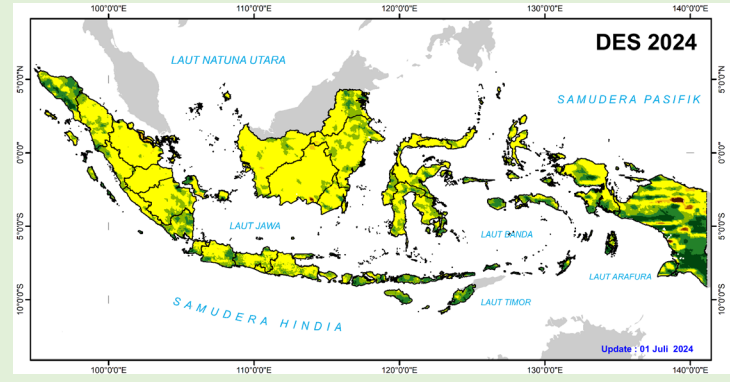 100°0'0"E 110°0'0"E 120°0'0"E 130°0'0"E 140°0'0"E
DES 2024
LAUT NATUNA UTARA
5°0'0"N 5°0'0"N
SAMUDERA PASIFIK
0°0'0" 0°0'0"
5°0'0"S 5°0'0"S
LAUT JAWA
LAUT BANDA
LAUT ARAFURA
10°0'0"S 10°0'0"S
SAMUDERA HINDIA
LAUT TIMOR
Update : 01 Juli 2024
100°0'0"E 110°0'0"E 120°0'0"E 130°0'0"E 140°0'0"E